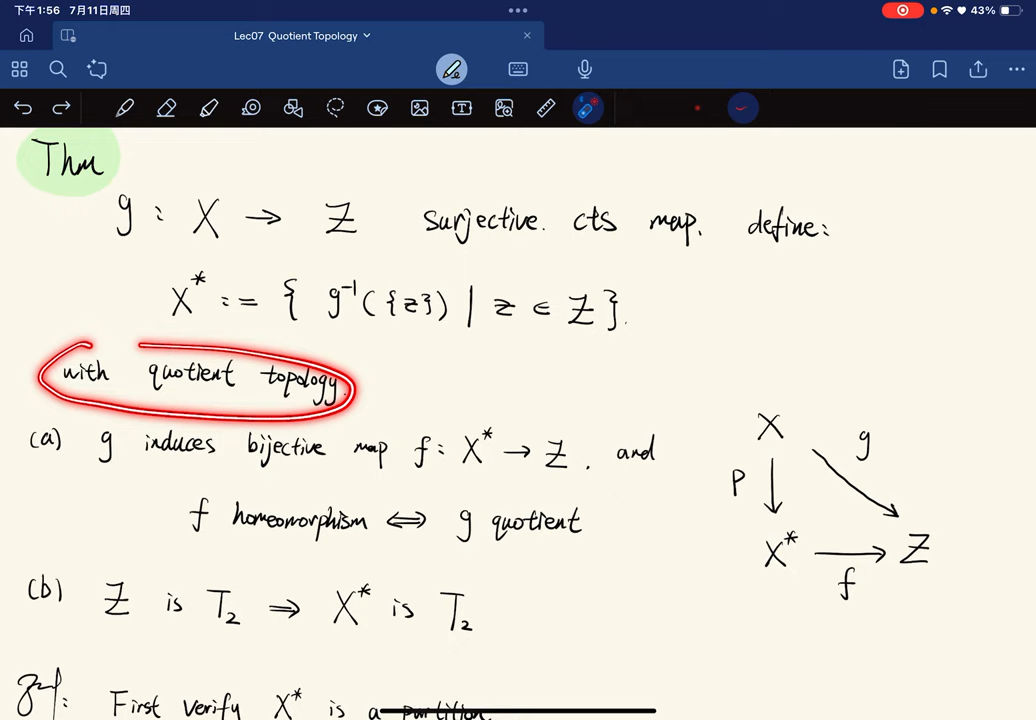 下午1:56 7月11日周四
43%
Lec07 Quotient Topology
Thm
g : X → Z surjective. cts map. define:
X* := { g⁻¹({z}) | z ∈ Z }.
with quotient topology.
(a) g induces bijective map f : X* → Z . and
f homeomorphism ⟺ g quotient
(b) Z is T₂ ⟹ X* is T₂
X
g
P
X* → Z
f
First verify X* is a partition.